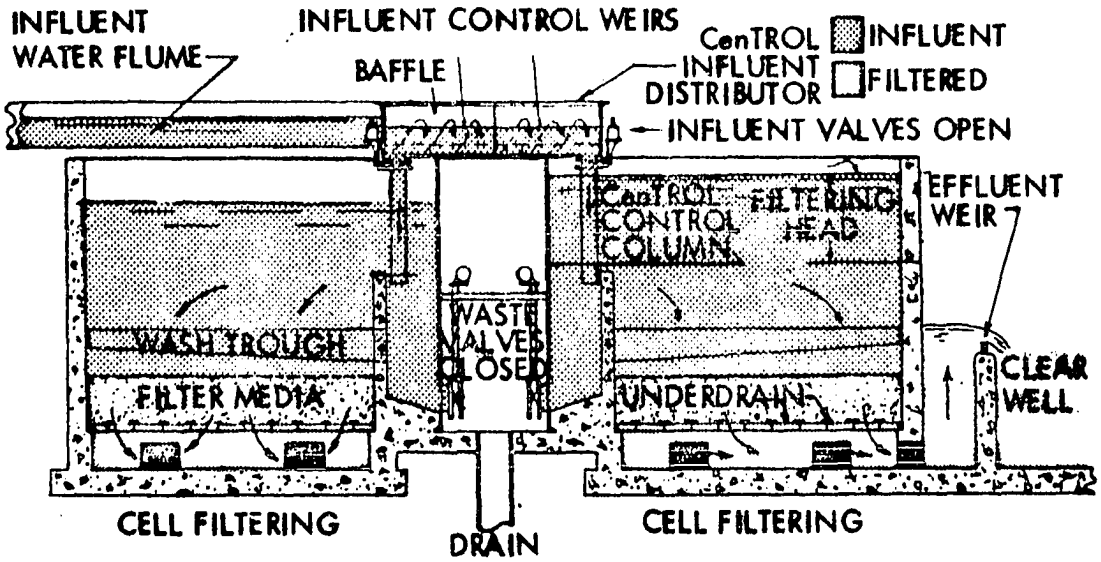 INFLUENT
WATER FLUME
INFLUENT CONTROL WEIRS
BAFFLE
CenTROL
INFLUENT
DISTRIBUTOR
INFLUENT
FILTERED
INFLUENT VALVES OPEN
CenTROL
CONTROL
COLUMN
FILTERING
HEAD
EFFLUENT
WEIR
WASTE
VALVES
CLOSED
WASH TROUGH
FILTER MEDIA
UNDERDRAIN
CLEAR
WELL
CELL FILTERING
DRAIN
CELL FILTERING